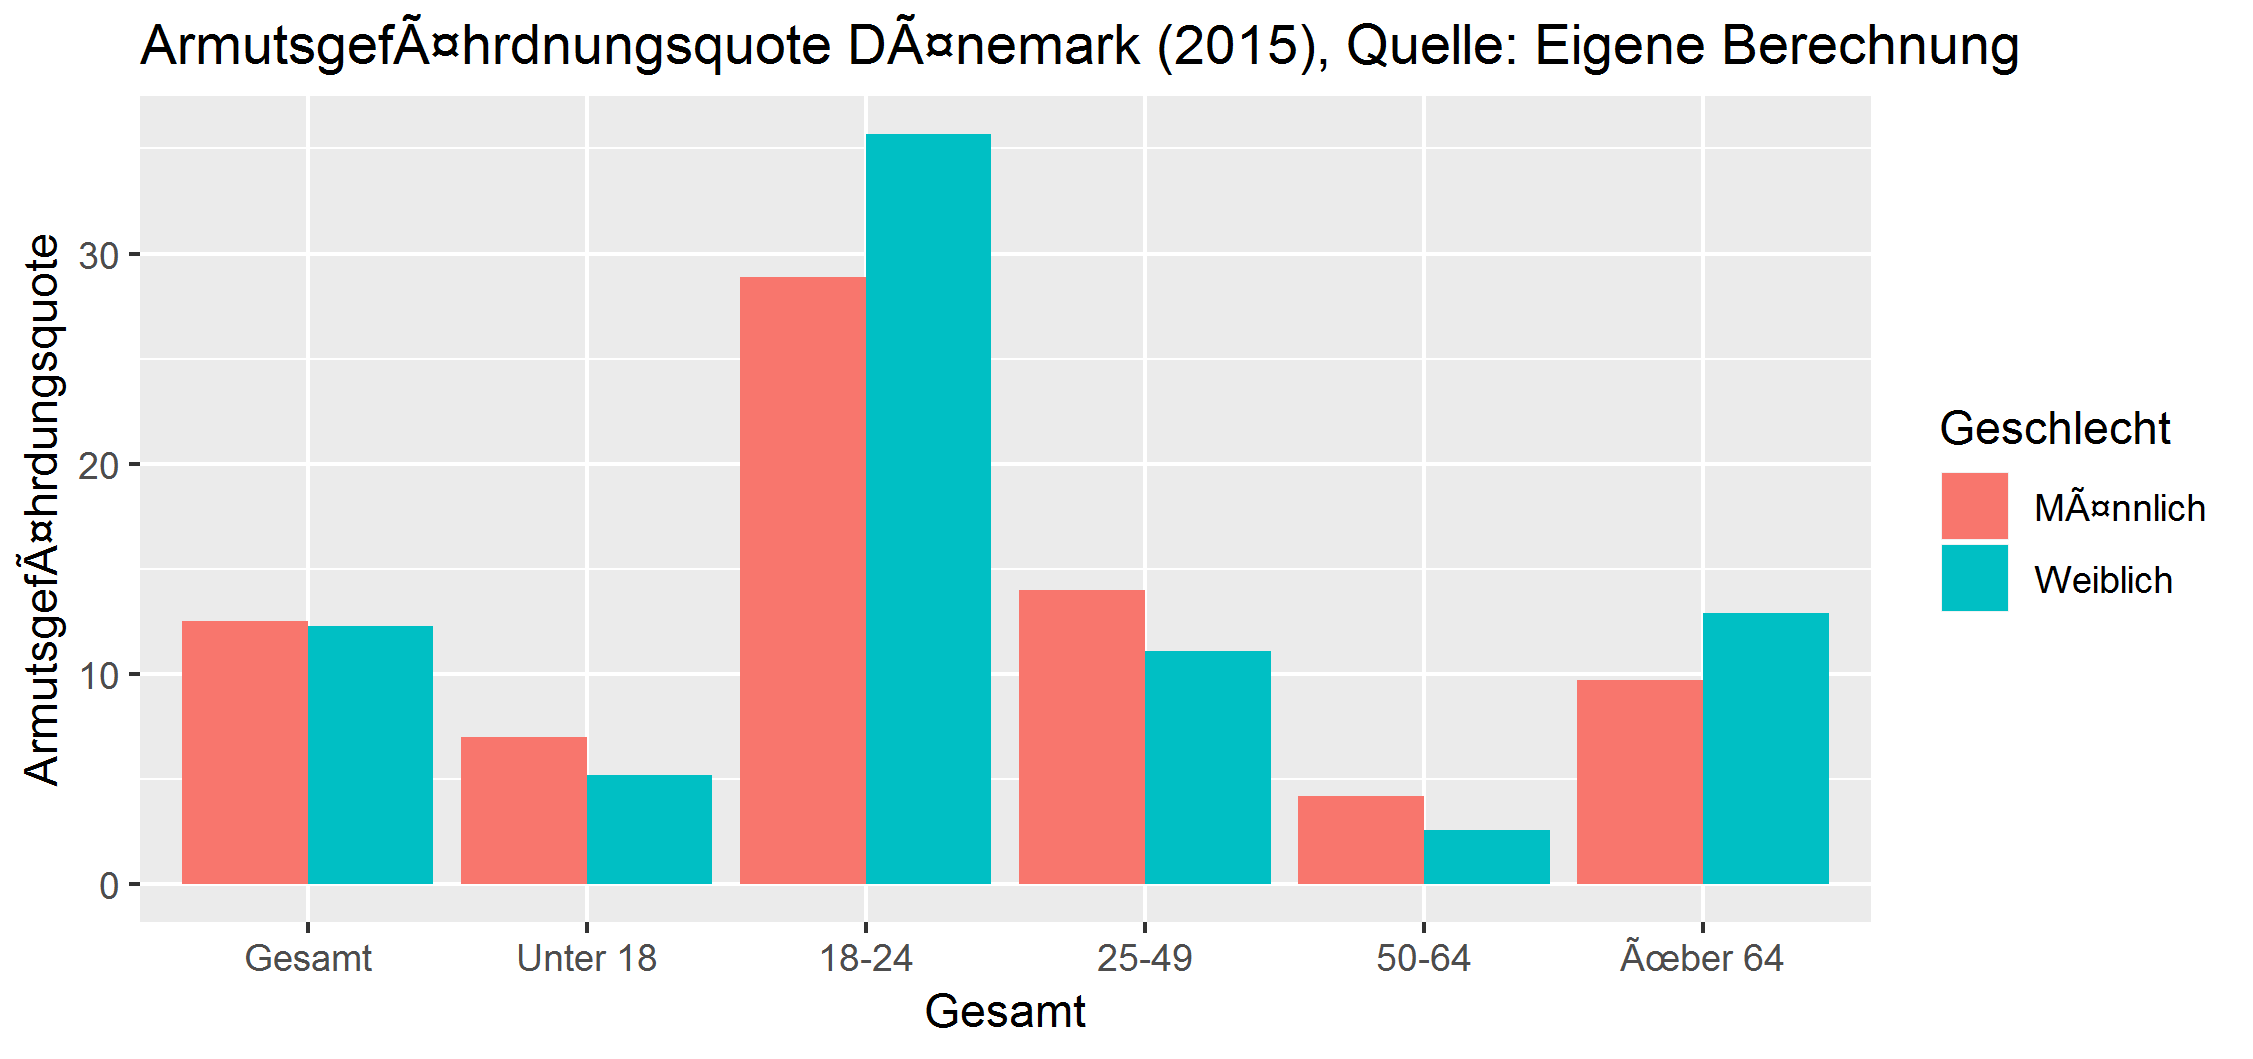 ArmutsgefÃ¤hrdnungsquote DÃ¤nemark (2015), Quelle: Eigene Berechnung
ArmutsgefÃ¤hrdungsquote
30
20
10
0
Gesamt Unter 18 18-24 25-49 50-64 Ãœber 64
Gesamt
Geschlecht
MÃ¤nnlich
Weiblich